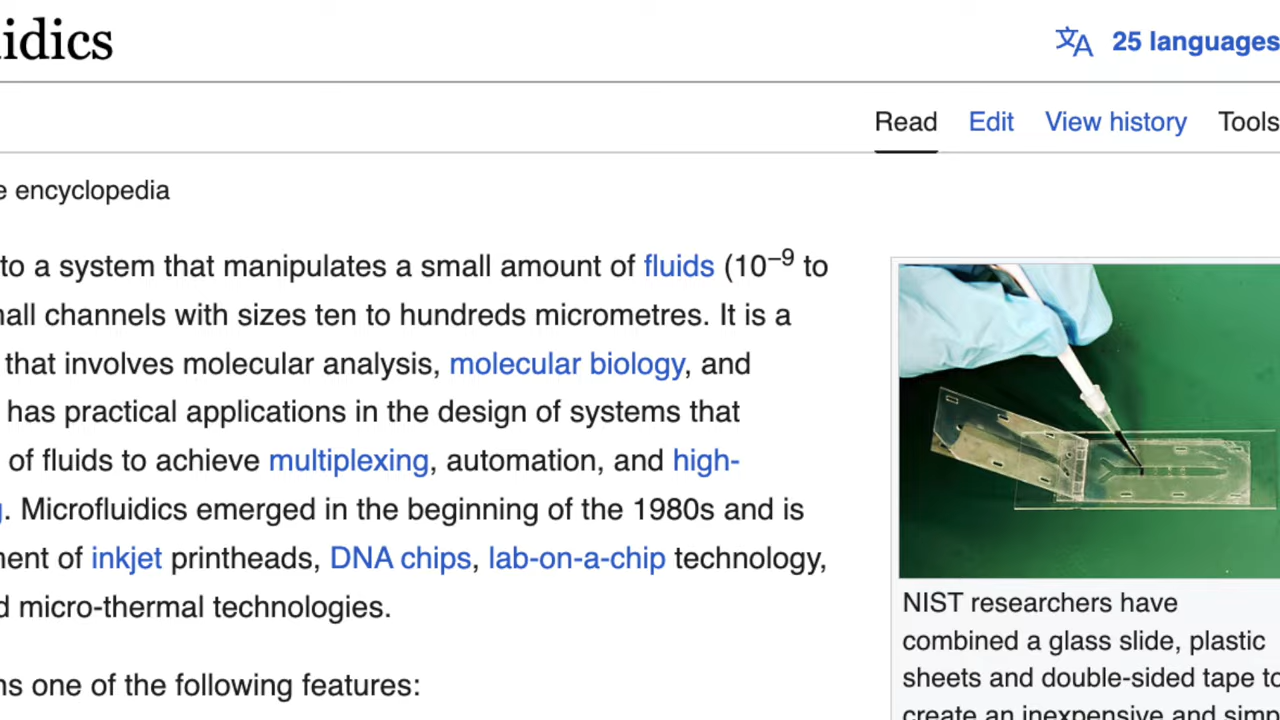 idics
25 languages
Read Edit View history Tools
encyclopedia
to a system that manipulates a small amount of fluids (10⁻⁹ to
channels with sizes ten to hundreds micrometres. It is a
that involves molecular analysis, molecular biology, and
has practical applications in the design of systems that
of fluids to achieve multiplexing, automation, and high-
. Microfluidics emerged in the beginning of the 1980s and is
of inkjet printheads, DNA chips, lab-on-a-chip technology,
micro-thermal technologies.
one of the following features:
NIST researchers have
combined a glass slide, plastic
sheets and double-sided tape to
create an inexpensive and